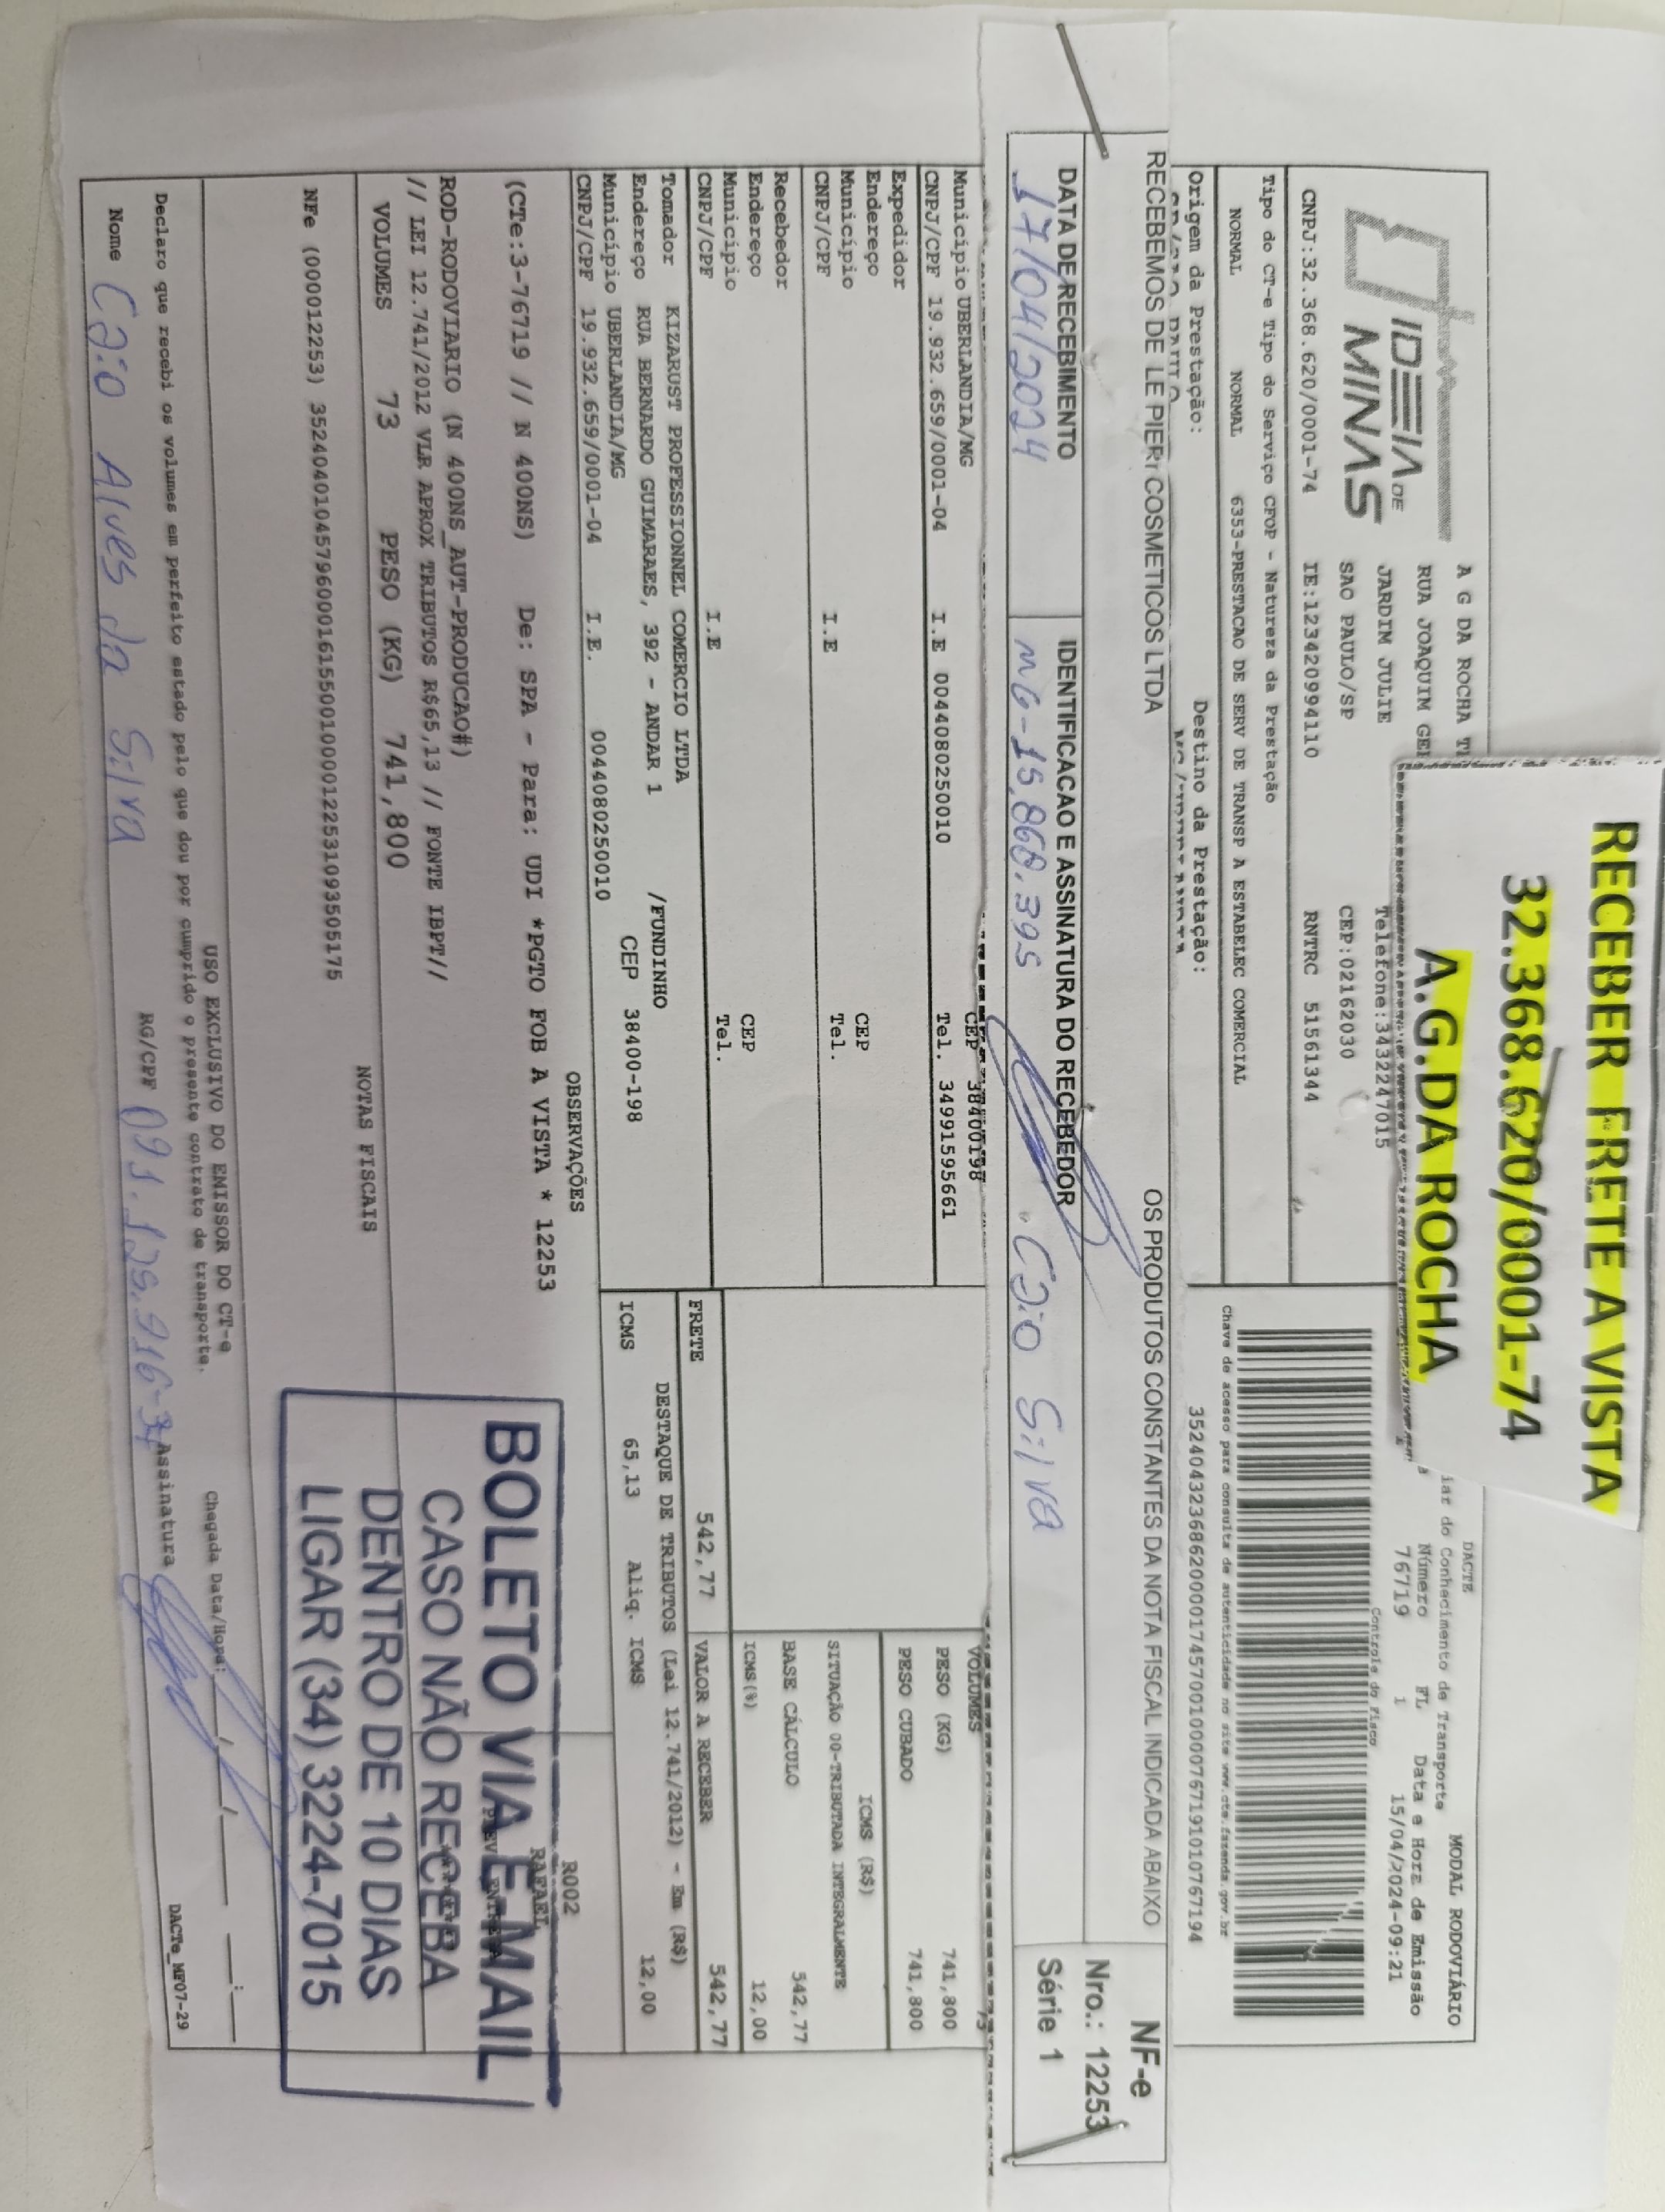 RECEBER FRETE A VISTA
32.368.620/0001-74
A.G.DA ROCHA
IDEIA DE
MINAS
A G DA ROCHA
RUA JOAQUIM
JARDIM JULIE
SAO PAULO/SP
CNPJ:32.368.620/0001-74 IE:123420994110
Telefone:3432247015
CEP:02162030
RNTRC 51561344
DACTE
iar do Conhecimento de Transporte
MODAL RODOVIÁRIO
Número FL Data e Hora de Emissão
76719 1 15/04/2024-09:21
Controle do Fisco
Tipo do CT-e Tipo do Serviço CFOP - Natureza da Prestação
NORMAL NORMAL 6353-PRESTACAO DE SERV DE TRANSP A ESTABELEC COMERCIAL
Chave de acesso para consulta de autenticidade no site www.cte.fazenda.gov.br
35240432368620000174570010000767191010767194
Origem da Prestação: Destino da Prestação:
RECEBEMOS DE LE PIER COSMETICOS LTDA OS PRODUTOS CONSTANTES DA NOTA FISCAL INDICADA ABAIXO
NF-e
Nro.: 12253
Série 1
DATA DE RECEBIMENTO IDENTIFICACAO E ASSINATURA DO RECEBEDOR
17/04/2024 MG-15.860.395 Caio Silva
Município UBERLANDIA/MG CEP 38400198
CNPJ/CPF 19.932.659/0001-04 I.E 0044080250010 Tel. 34991595661
Expedidor
Endereço
Município CEP
CNPJ/CPF I.E Tel.
Recebedor
Endereço
Município CEP
CNPJ/CPF I.E Tel.
VOLUMES 73
PESO (KG) 741,800
PESO CUBADO 741,800
ICMS (R$)
SITUAÇÃO 00-TRIBUTADA INTEGRALMENTE
BASE CÁLCULO 542,77
ICMS(%) 12,00
Tomador KIZARUST PROFESSIONNEL COMERCIO LTDA
Endereço RUA BERNARDO GUIMARAES, 392 - ANDAR 1 /FUNDINHO
Município UBERLANDIA/MG CEP 38400-198
CNPJ/CPF 19.932.659/0001-04 I.E. 0044080250010
FRETE 542,77 VALOR A RECEBER 542,77
DESTAQUE DE TRIBUTOS (Lei 12.741/2012) - Em (R$)
ICMS 65,13 Aliq. ICMS 12,00
OBSERVAÇÕES
R002
RAFAEL
(CTe:3-76719 // N 400NS) De: SPA - Para: UDI *PGTO FOB A VISTA * 12253
ROD-RODOVIARIO (N 400NS_AUT-PRODUCAO#)
// LEI 12.741/2012 VLR APROX TRIBUTOS R$65,13 // FONTE IBPT//
VOLUMES 73 PESO (KG) 741,800
NOTAS FISCAIS
NFe (000012253) 35240401045796000161550010000122531093505175
BOLETO VIA E-MAIL
CASO NÃO RECEBA
DENTRO DE 10 DIAS
LIGAR (34) 3224-7015
USO EXCLUSIVO DO EMISSOR DO CT-e
Declaro que recebi os volumes em perfeito estado pelo que dou por cumprido o presente contrato de transporte.
Chegada Data/Hora: __/__/__ __:__
Nome Caio Alves da Silva RG/CPF 091.125.916-37 Assinatura
DACTe_MF07-29